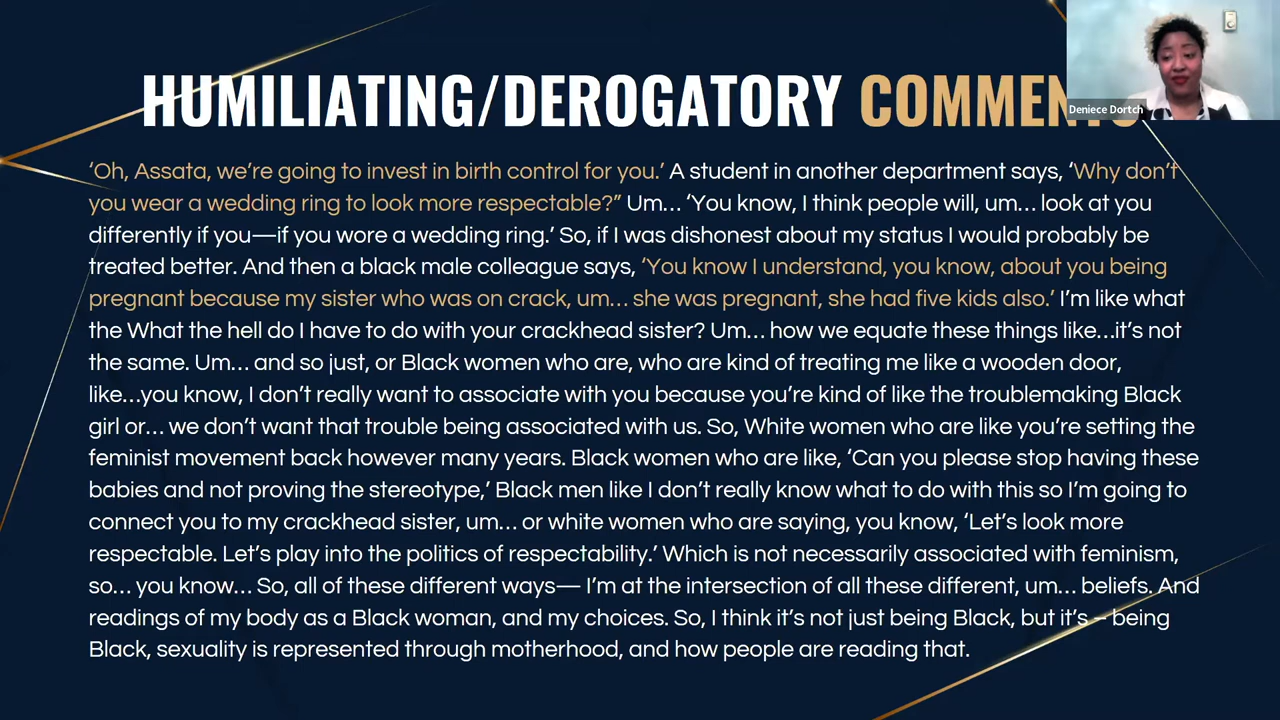 HUMILIATING/DEROGATORY COMMENTS
Deniece Dortch
‘Oh, Assata, we’re going to invest in birth control for you.’ A student in another department says, ‘Why don’t
you wear a wedding ring to look more respectable?” Um… ‘You know, I think people will, um… look at you
differently if you—if you wore a wedding ring.’ So, if I was dishonest about my status I would probably be
treated better. And then a black male colleague says, ‘You know I understand, you know, about you being
pregnant because my sister who was on crack, um… she was pregnant, she had five kids also.’ I’m like what
the What the hell do I have to do with your crackhead sister? Um… how we equate these things like…it’s not
the same. Um… and so just, or Black women who are, who are kind of treating me like a wooden door,
like…you know, I don’t really want to associate with you because you’re kind of like the troublemaking Black
girl or… we don’t want that trouble being associated with us. So, White women who are like you’re setting the
feminist movement back however many years. Black women who are like, ‘Can you please stop having these
babies and not proving the stereotype,’ Black men like I don’t really know what to do with this so I’m going to
connect you to my crackhead sister, um… or white women who are saying, you know, ‘Let’s look more
respectable. Let’s play into the politics of respectability.’ Which is not necessarily associated with feminism,
so… you know… So, all of these different ways— I’m at the intersection of all these different, um… beliefs. And
readings of my body as a Black woman, and my choices. So, I think it’s not just being Black, but it’s – being
Black, sexuality is represented through motherhood, and how people are reading that.